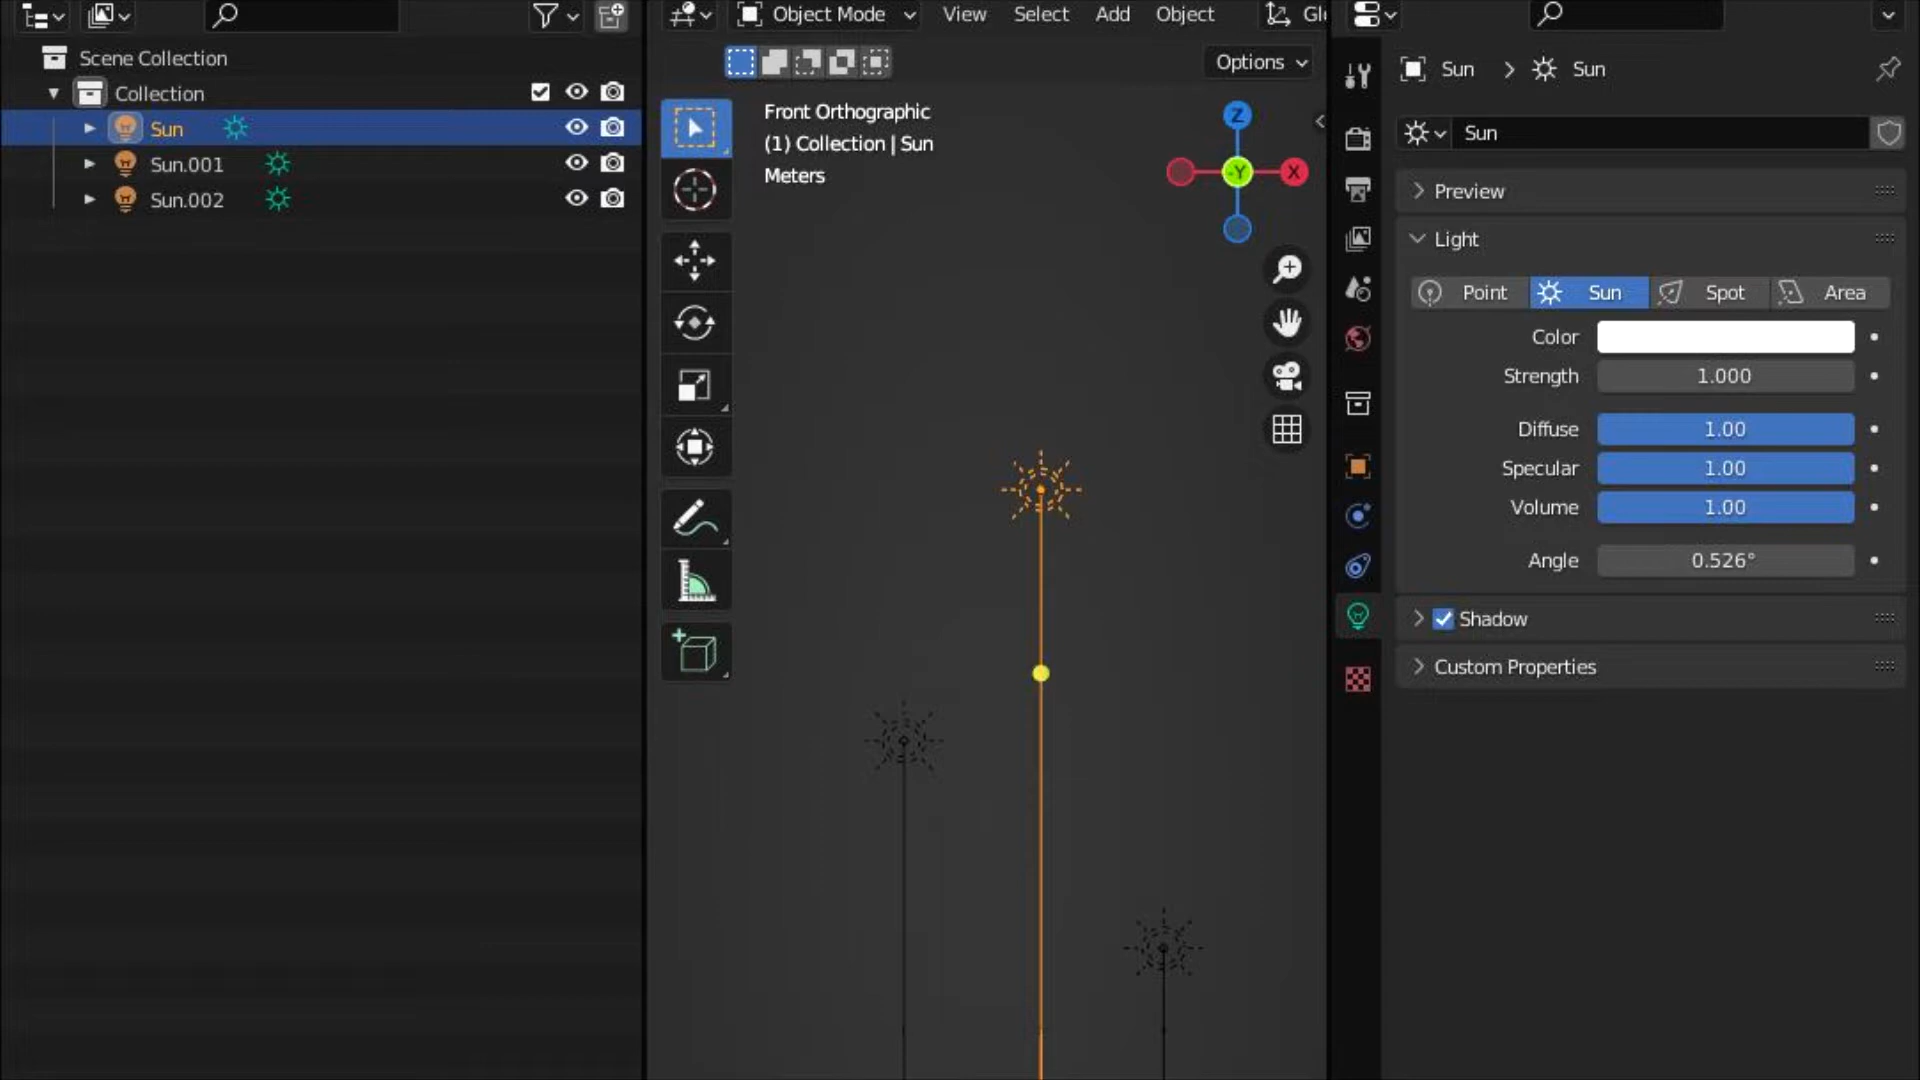 Scene Collection
Collection
Sun
Sun.001
Sun.002
Object Mode View Select Add Object Gl
Options
Front Orthographic
(1) Collection | Sun
Meters
Z
-Y
X
Sun > Sun
Sun
Preview
Light
Point Sun Spot Area
Color
Strength 1.000
Diffuse 1.00
Specular 1.00
Volume 1.00
Angle 0.526°
Shadow
Custom Properties